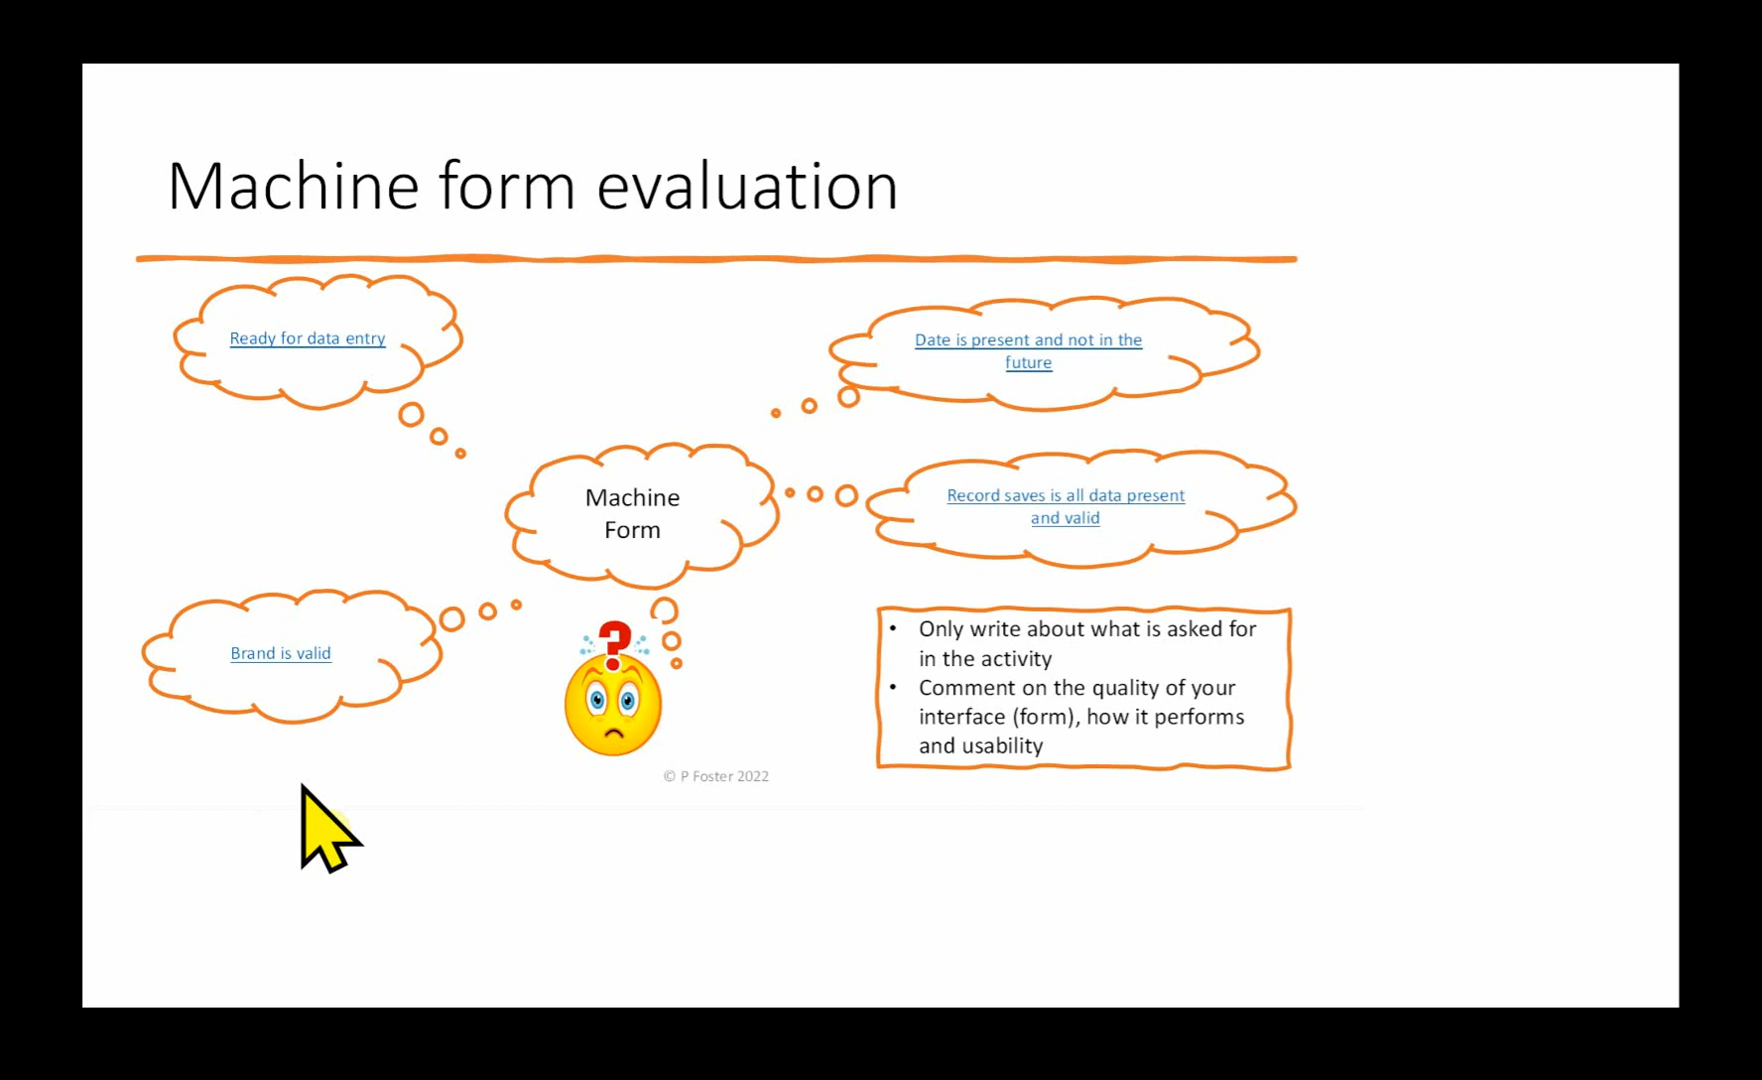 Machine form evaluation
Ready for data entry
Date is present and not in the
future
Machine
Form
Record saves is all data present
and valid
Brand is valid
?
• Only write about what is asked for
in the activity
• Comment on the quality of your
interface (form), how it performs
and usability
© P Foster 2022